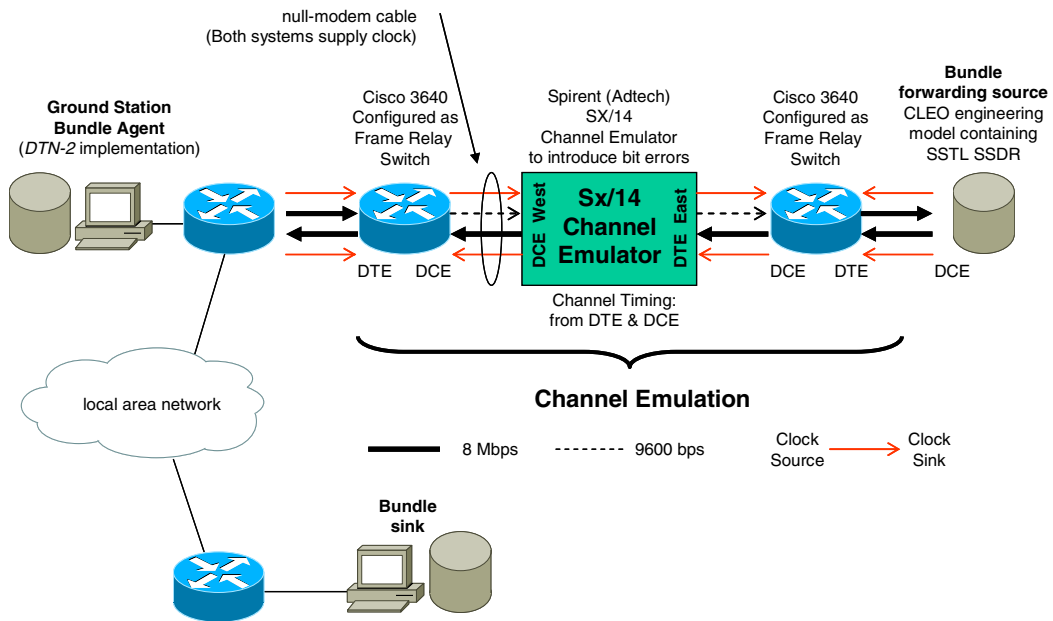 null-modem cable
(Both systems supply clock)
Ground Station
Bundle Agent
(DTN-2 implementation)
Cisco 3640
Configured as
Frame Relay
Switch
Spirent (Adtech)
SX/14
Channel Emulator
to introduce bit errors
Cisco 3640
Configured as
Frame Relay
Switch
Bundle
forwarding source
CLEO engineering
model containing
SSTL SSDR
DCE West
Sx/14
Channel
Emulator
DTE East
DTE
DCE
DCE
DTE
DCE
Channel Timing:
from DTE & DCE
Channel Emulation
local area network
8 Mbps
9600 bps
Clock
Source
Clock
Sink
Bundle
sink